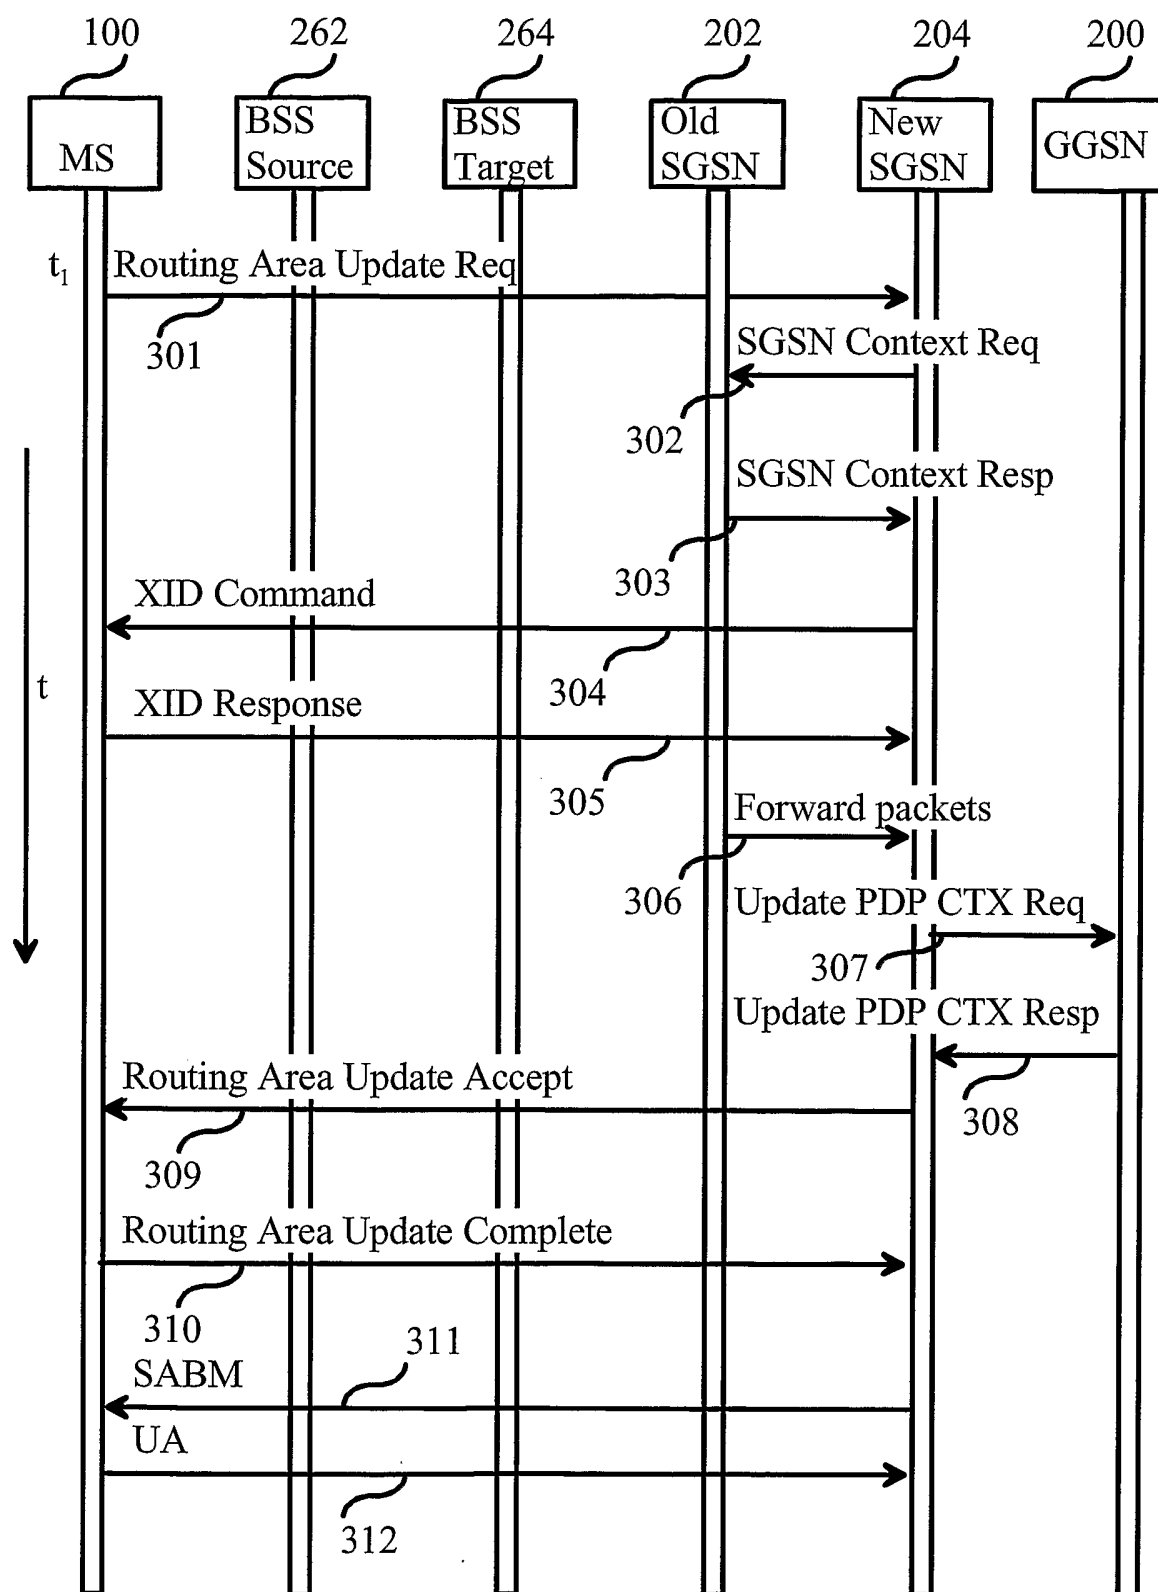 100
262
264
202
204
200
MS
BSS
Source
BSS
Target
Old
SGSN
New
SGSN
GGSN
t1
Routing Area Update Req
301
SGSN Context Req
302
SGSN Context Resp
303
XID Command
304
t
XID Response
305
Forward packets
306
Update PDP CTX Req
307
Update PDP CTX Resp
308
Routing Area Update Accept
309
Routing Area Update Complete
310
311
SABM
UA
312